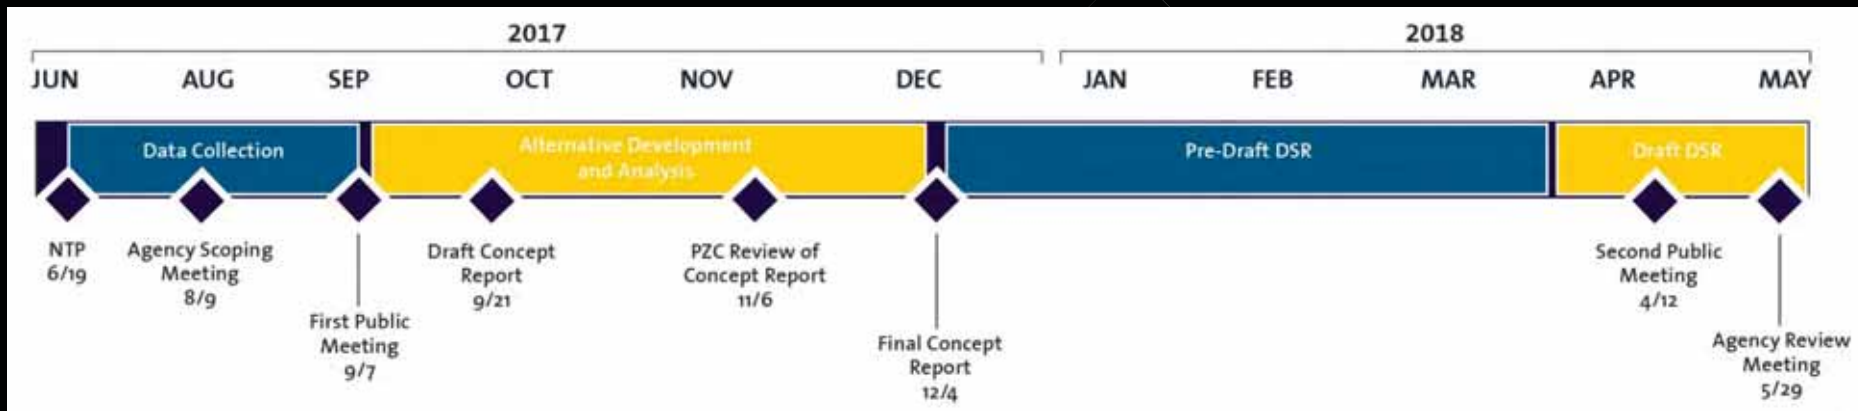 2017
2018
JUN
AUG
SEP
OCT
NOV
DEC
JAN
FEB
MAR
APR
MAY
Data Collection
Alternative Development
and Analysis
Pre-Draft DSR
Draft DSR
NTP
6/19
Agency Scoping
Meeting
8/9
First Public
Meeting
9/7
Draft Concept
Report
9/21
PZC Review of
Concept Report
11/6
Final Concept
Report
12/4
Second Public
Meeting
4/12
Agency Review
Meeting
5/29